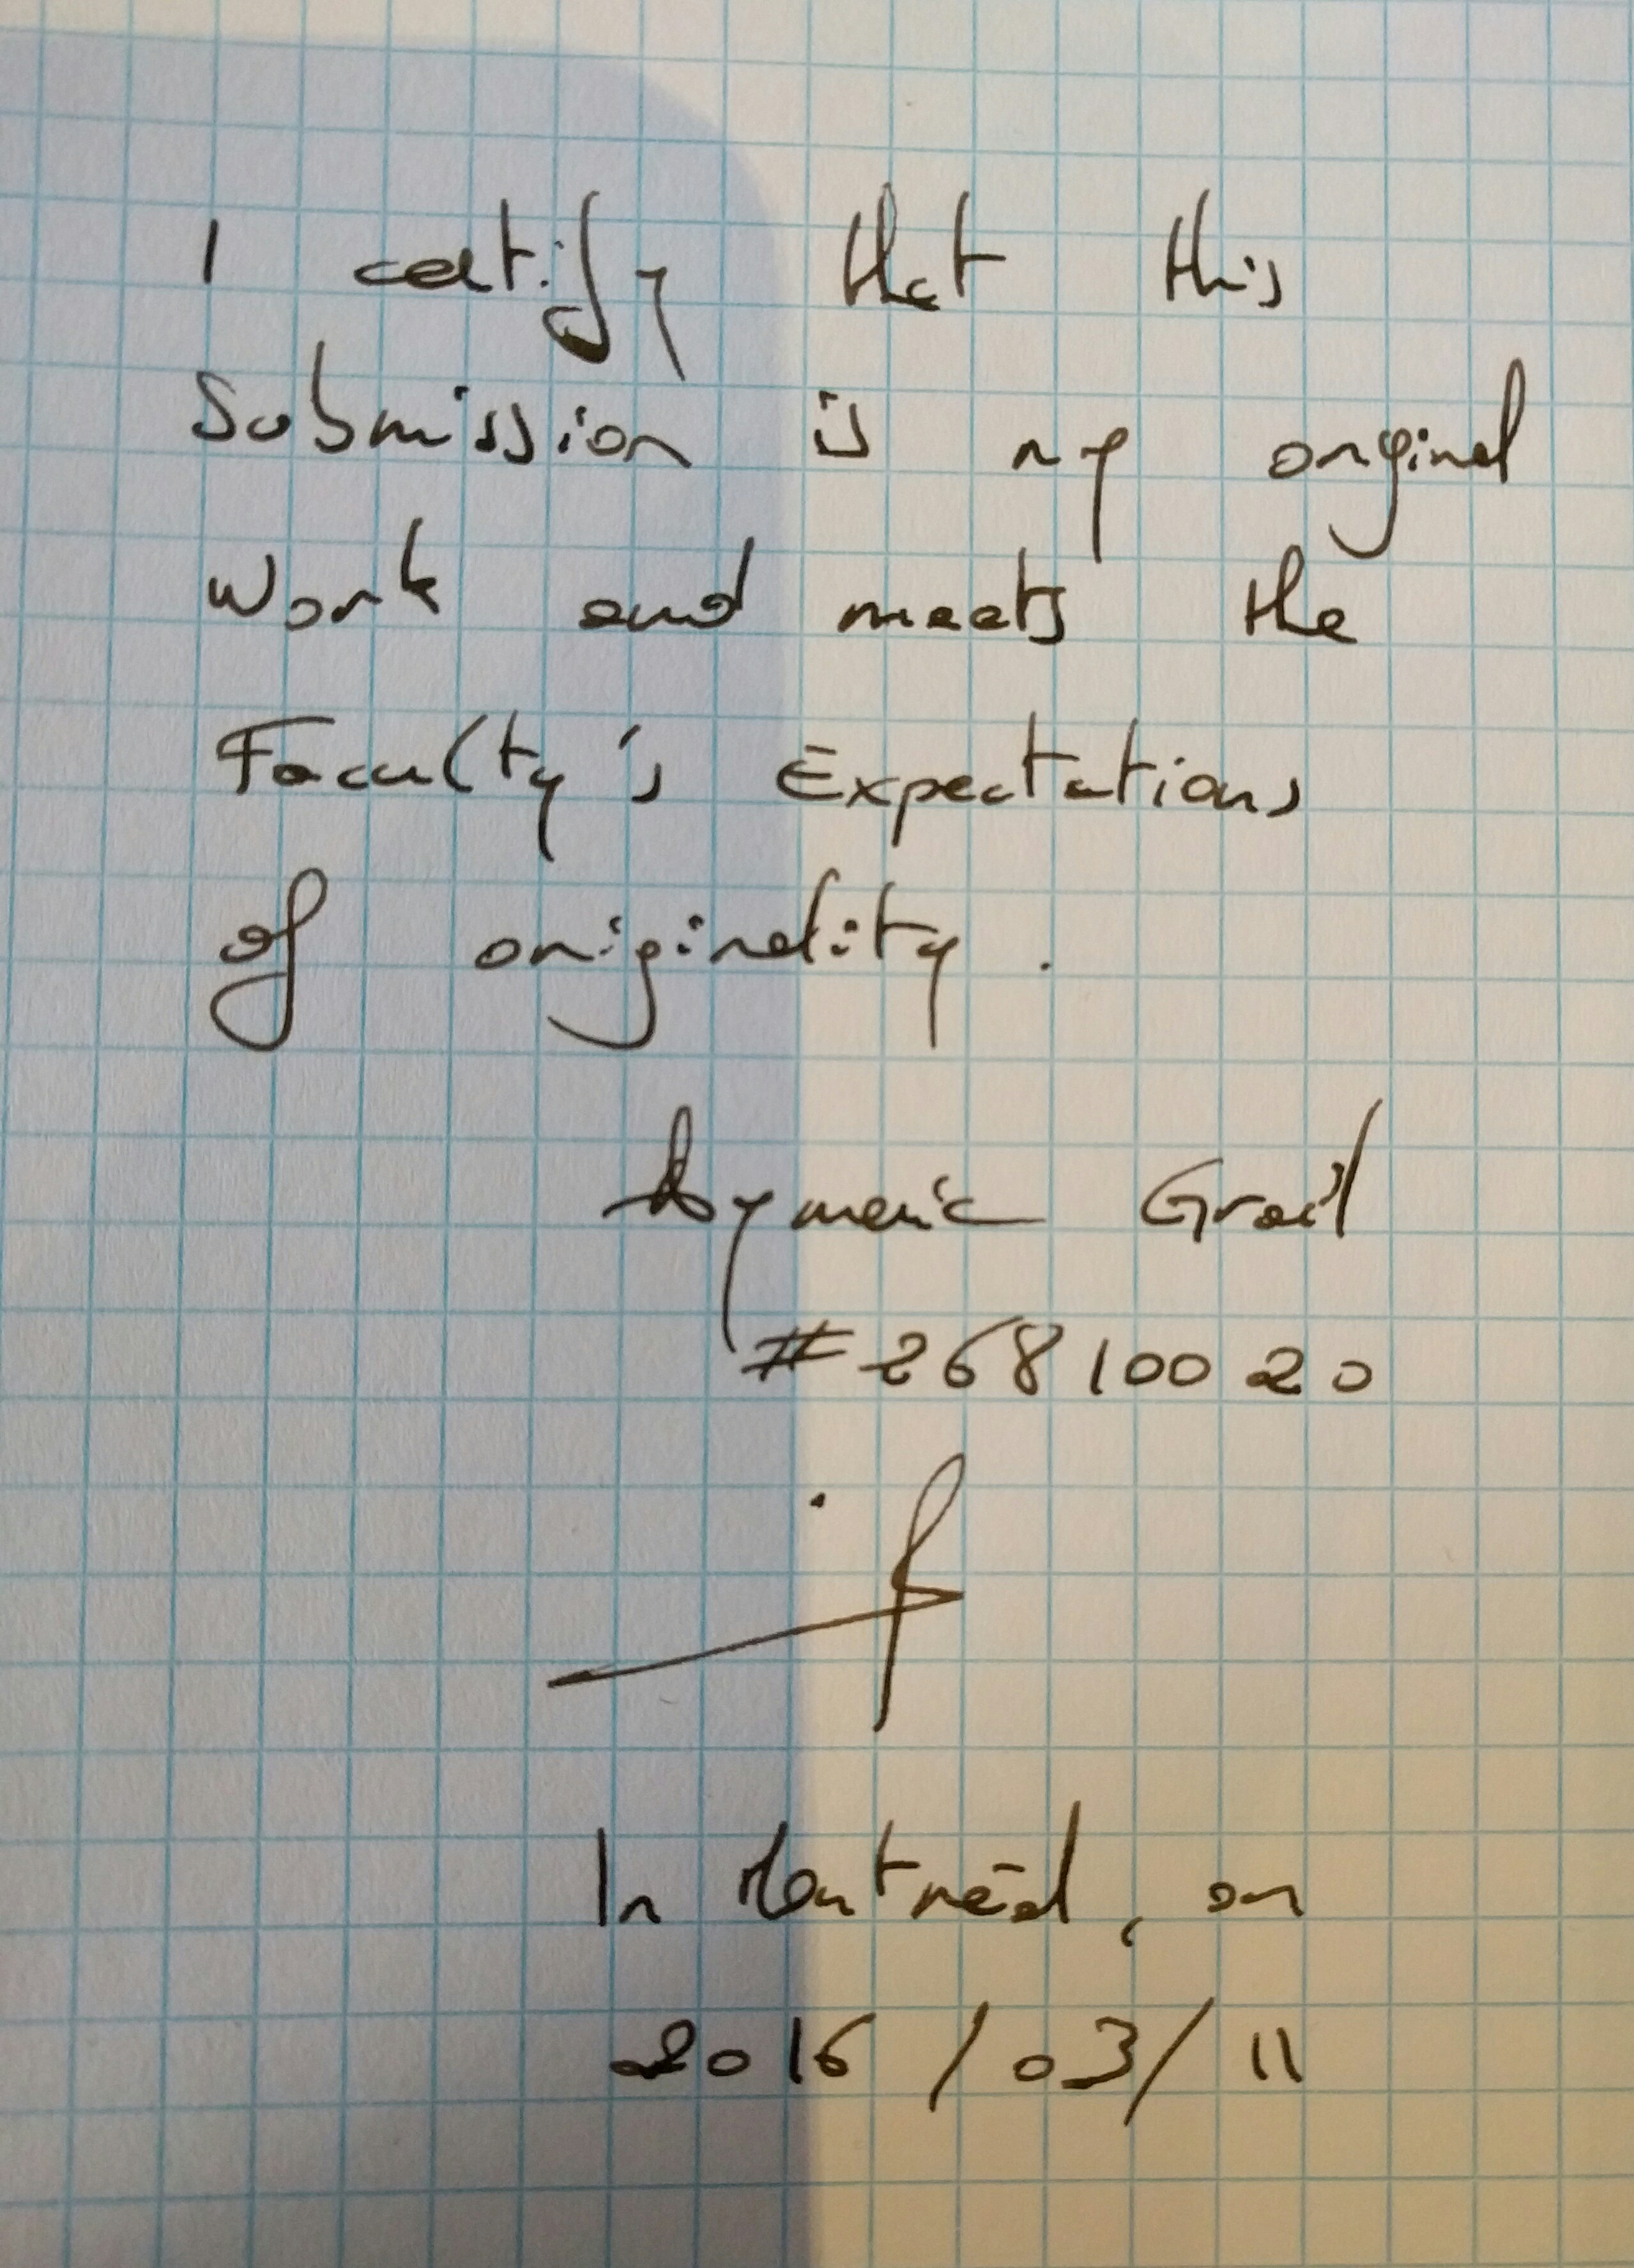 I certify that this
Submission is my original
Work and meets the
Faculty's Expectations
of originality.
Aymeric Grail
#26810020
In Montréal, on
2016/03/11